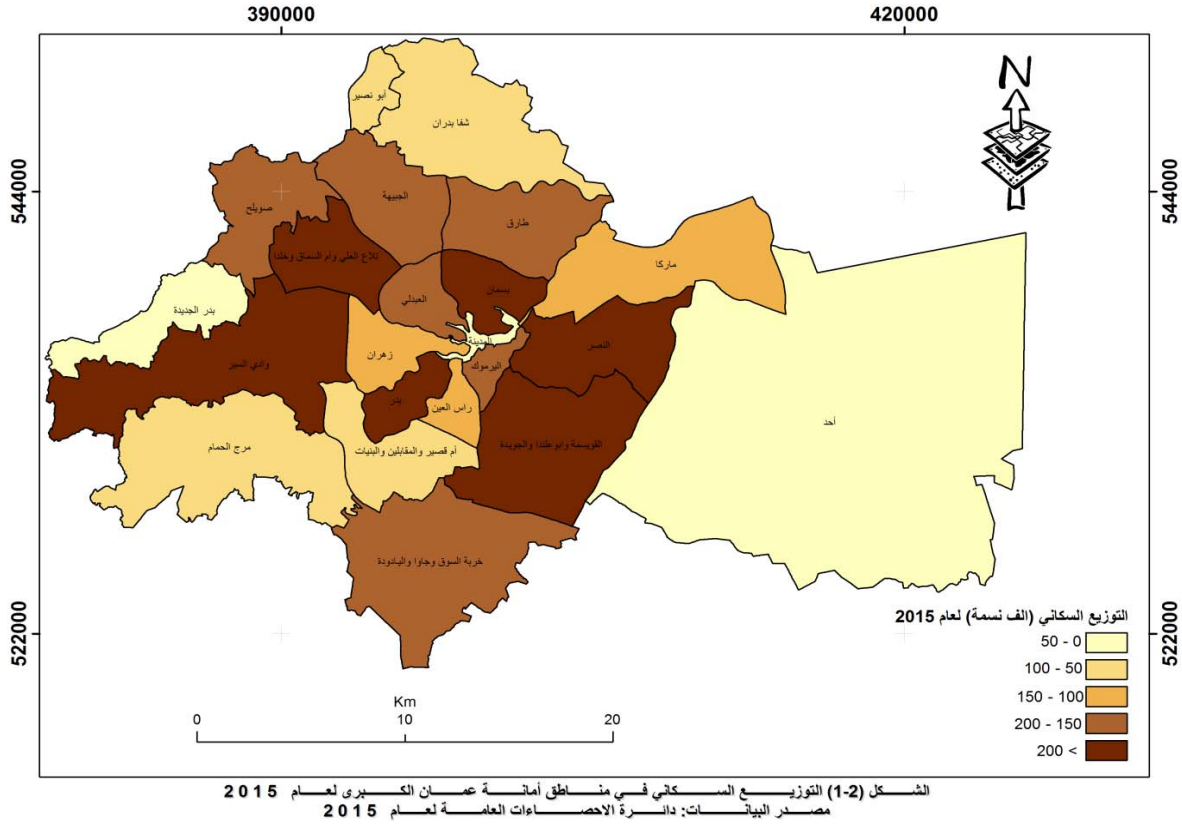 390000
420000
N
544000
544000
أبو نصير
شفا بدران
الجبيهة
صويلح
طارق
تلاع العلي وام السماق وخلدا
ماركا
بسمان
العبدلي
بدر الجديدة
المدينة
النصر
زهران
اليرموك
وادي السير
بدر
راس العين
أحد
القويسمة وابوعلندا والجويدة
أم قصير والمقابلين والبنيات
مرج الحمام
خربة السوق وجاوا واليادودة
522000
522000
التوزيع السكاني (الف نسمة) لعام 2015
50 - 0
100 - 50
150 - 100
200 - 150
200 <
Km
0 10 20
الشكل (2-1) التوزيع السكاني في مناطق أمانة عمان الكبرى لعام 2015
مصدر البيانات: دائرة الاحصاءات العامة لعام 2015